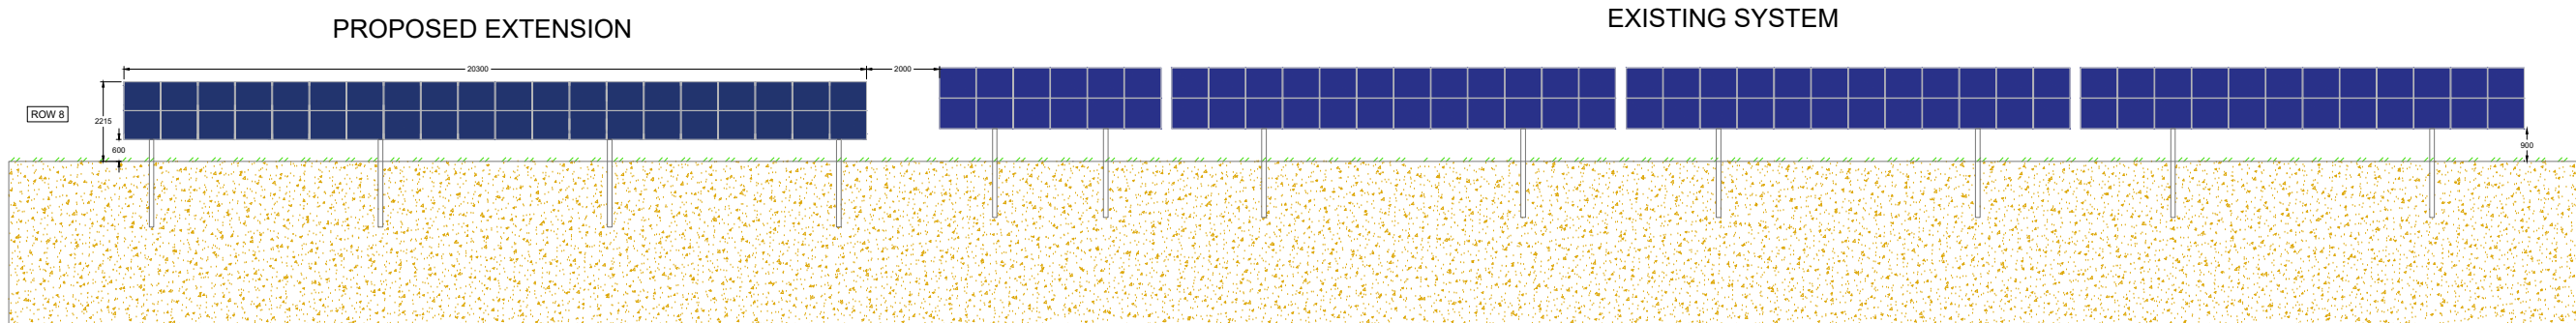 PROPOSED EXTENSION
EXISTING SYSTEM
20300
2000
ROW 8
2215
600
900